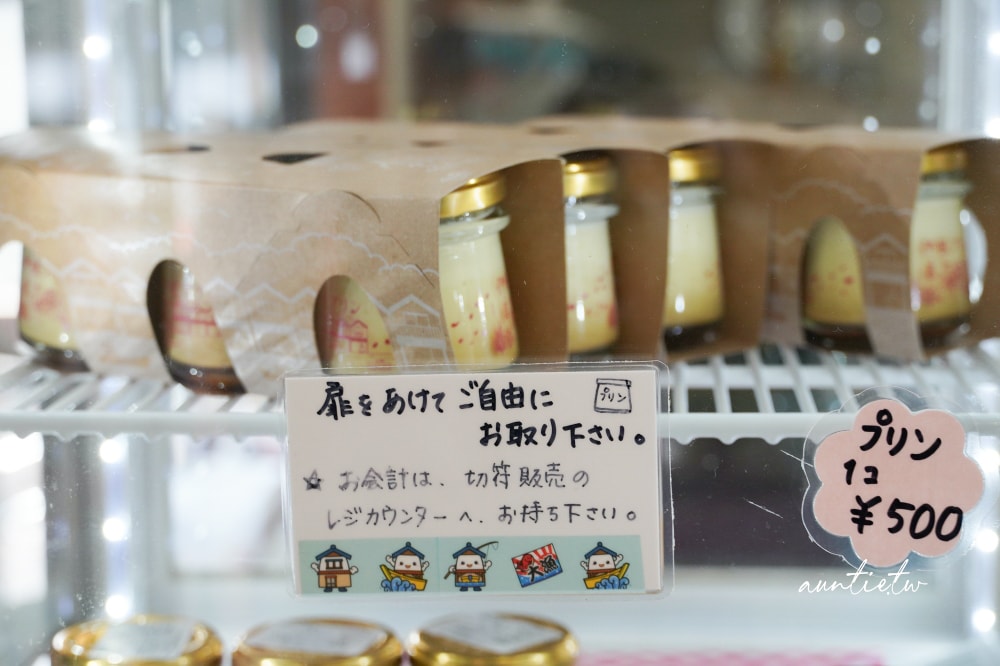 扉をあけて ご自由に
お取り下さい。
プリン
☆ お会計は、切符販売の
レジカウンターへ、お持ち下さい。
大漁
プリン
1コ
¥500
auntie.tw